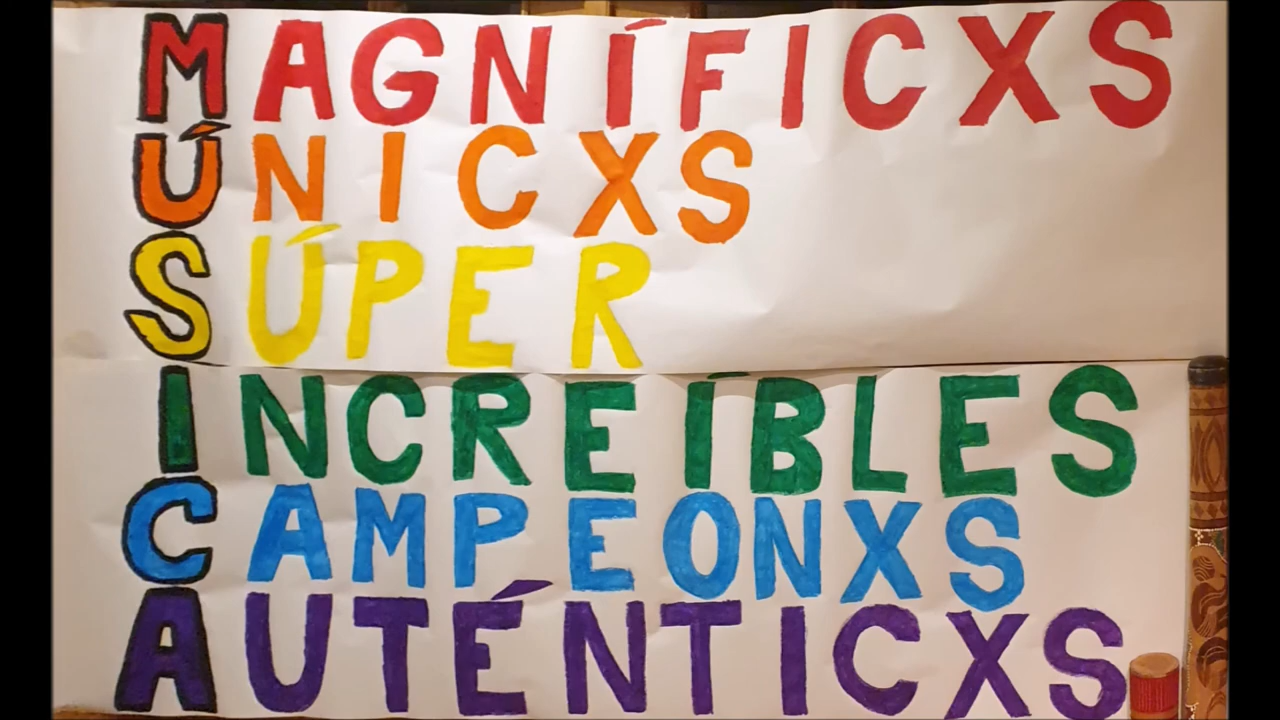 MAGNÍFICXS
ÚNICXS
SÚPER
INCREÍBLES
CAMPEONXS
AUTÉNTICXS